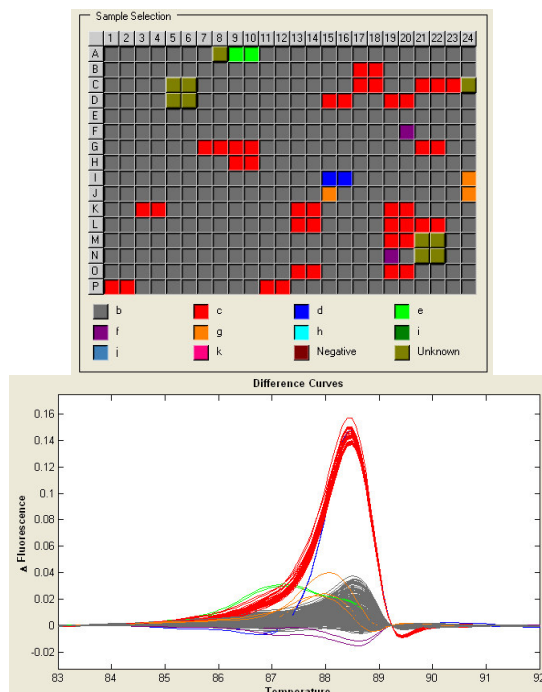 Sample Selection
1 2 3 4 5 6 7 8 9 10 11 12 13 14 15 16 17 18 19 20 21 22 23 24
A
B
C
D
E
F
G
H
I
J
K
L
M
N
O
P
b c d e
f g h i
j k Negative Unknown
Difference Curves
0.16
0.14
0.12
0.1
0.08
0.06
0.04
0.02
0
-0.02
Δ Fluorescence
83 84 85 86 87 88 89 90 91 92
Temperature